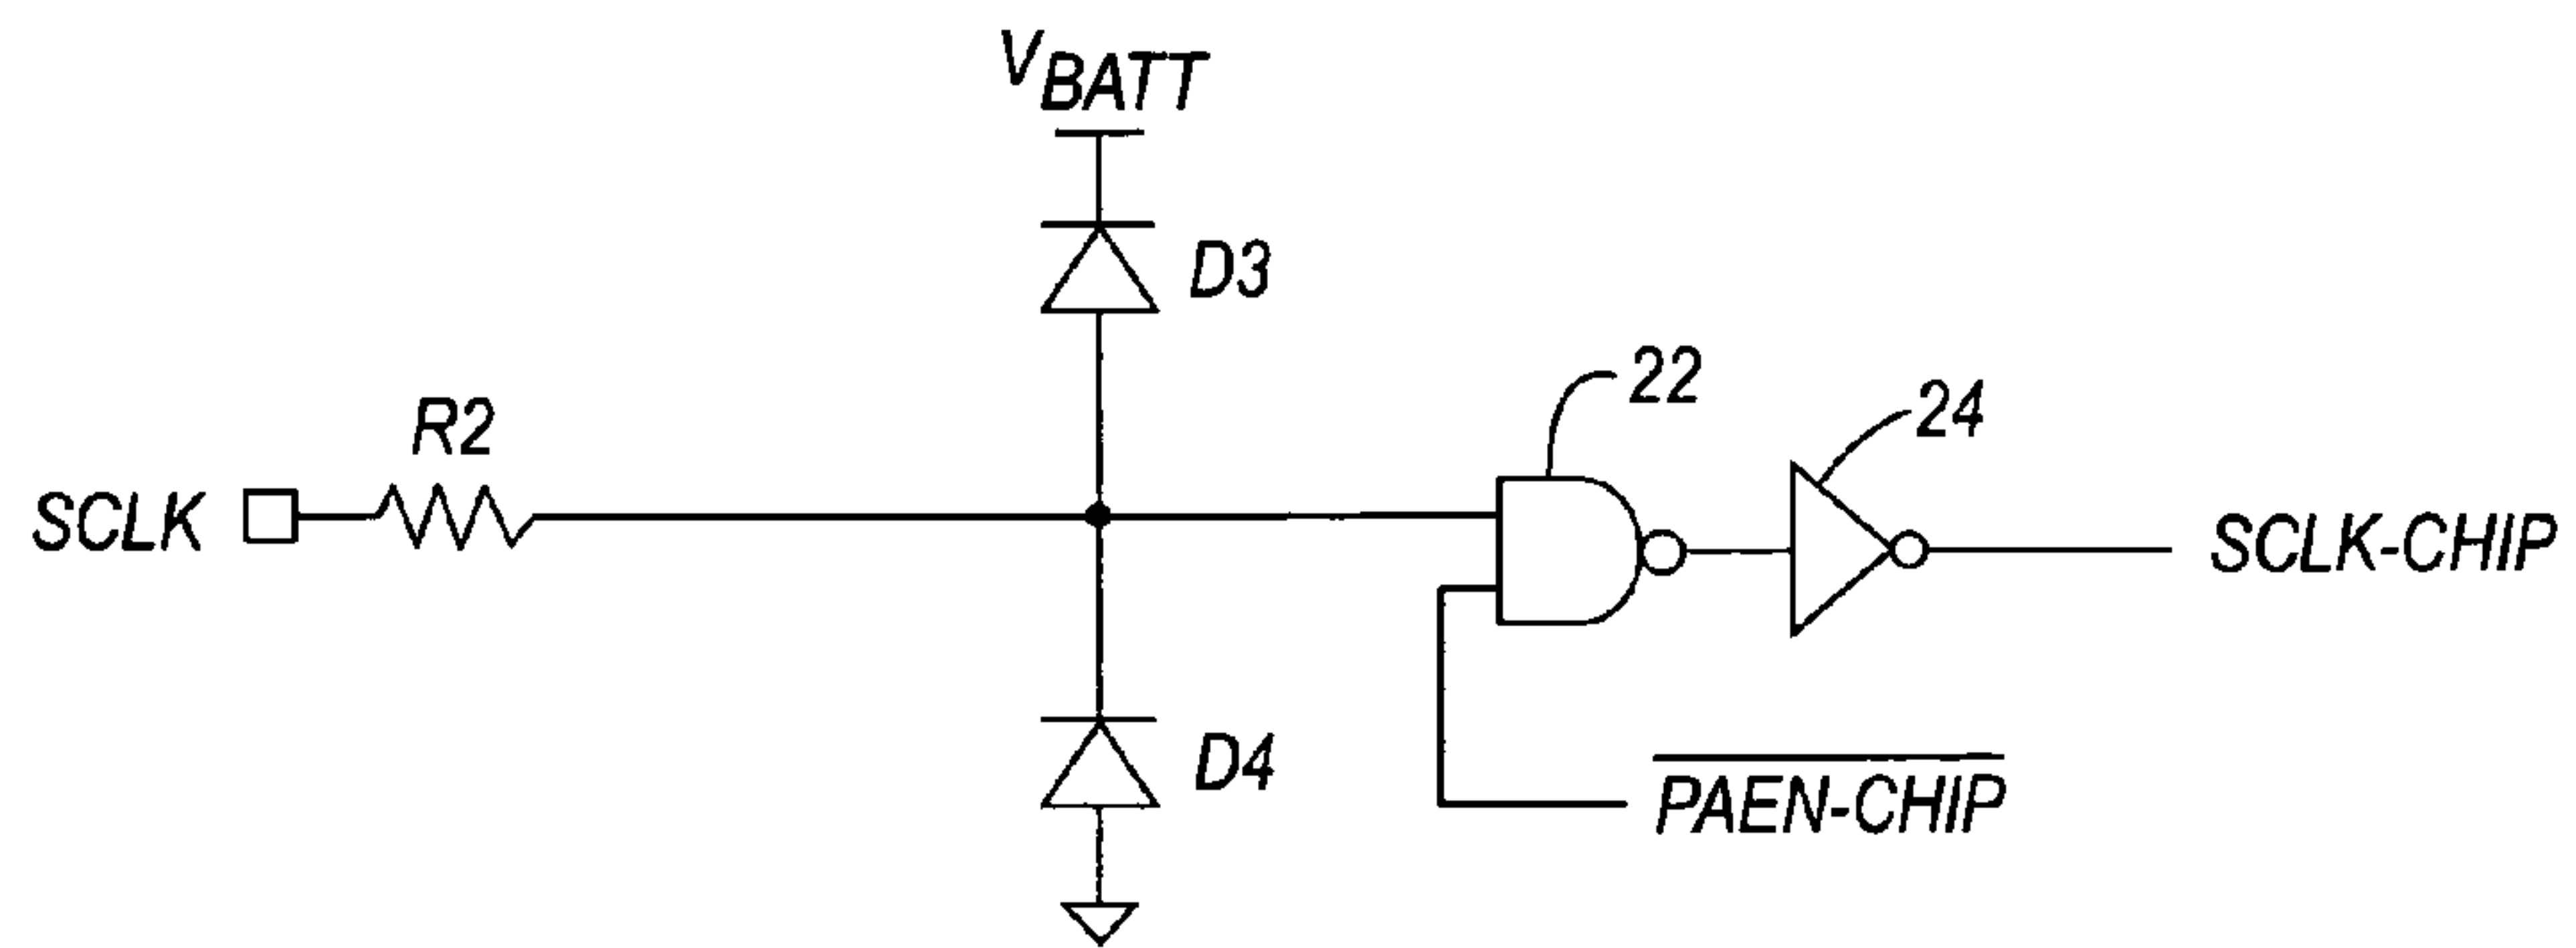 VBATT
D3
22
24
R2
SCLK
SCLK-CHIP
D4
PAEN-CHIP